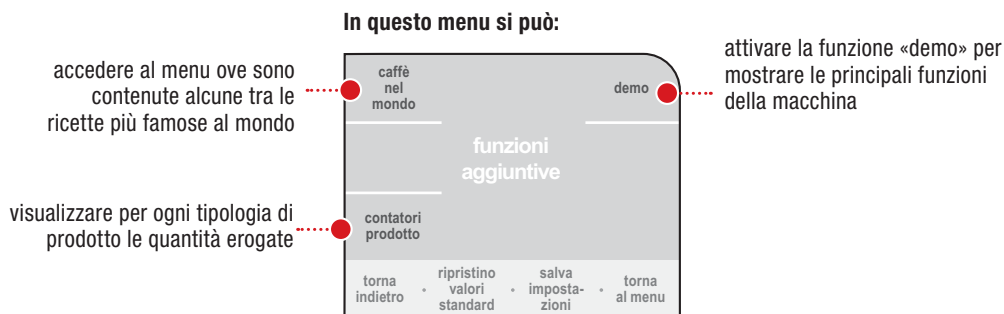 In questo menu si può:
accedere al menu ove sono
contenute alcune tra le
ricette più famose al mondo
caffè
nel
mondo
demo
attivare la funzione «demo» per
mostrare le principali funzioni
della macchina
funzioni
aggiuntive
visualizzare per ogni tipologia di
prodotto le quantità erogate
contatori
prodotto
torna
indietro
ripristino
valori
standard
salva
imposta-
zioni
torna
al menu